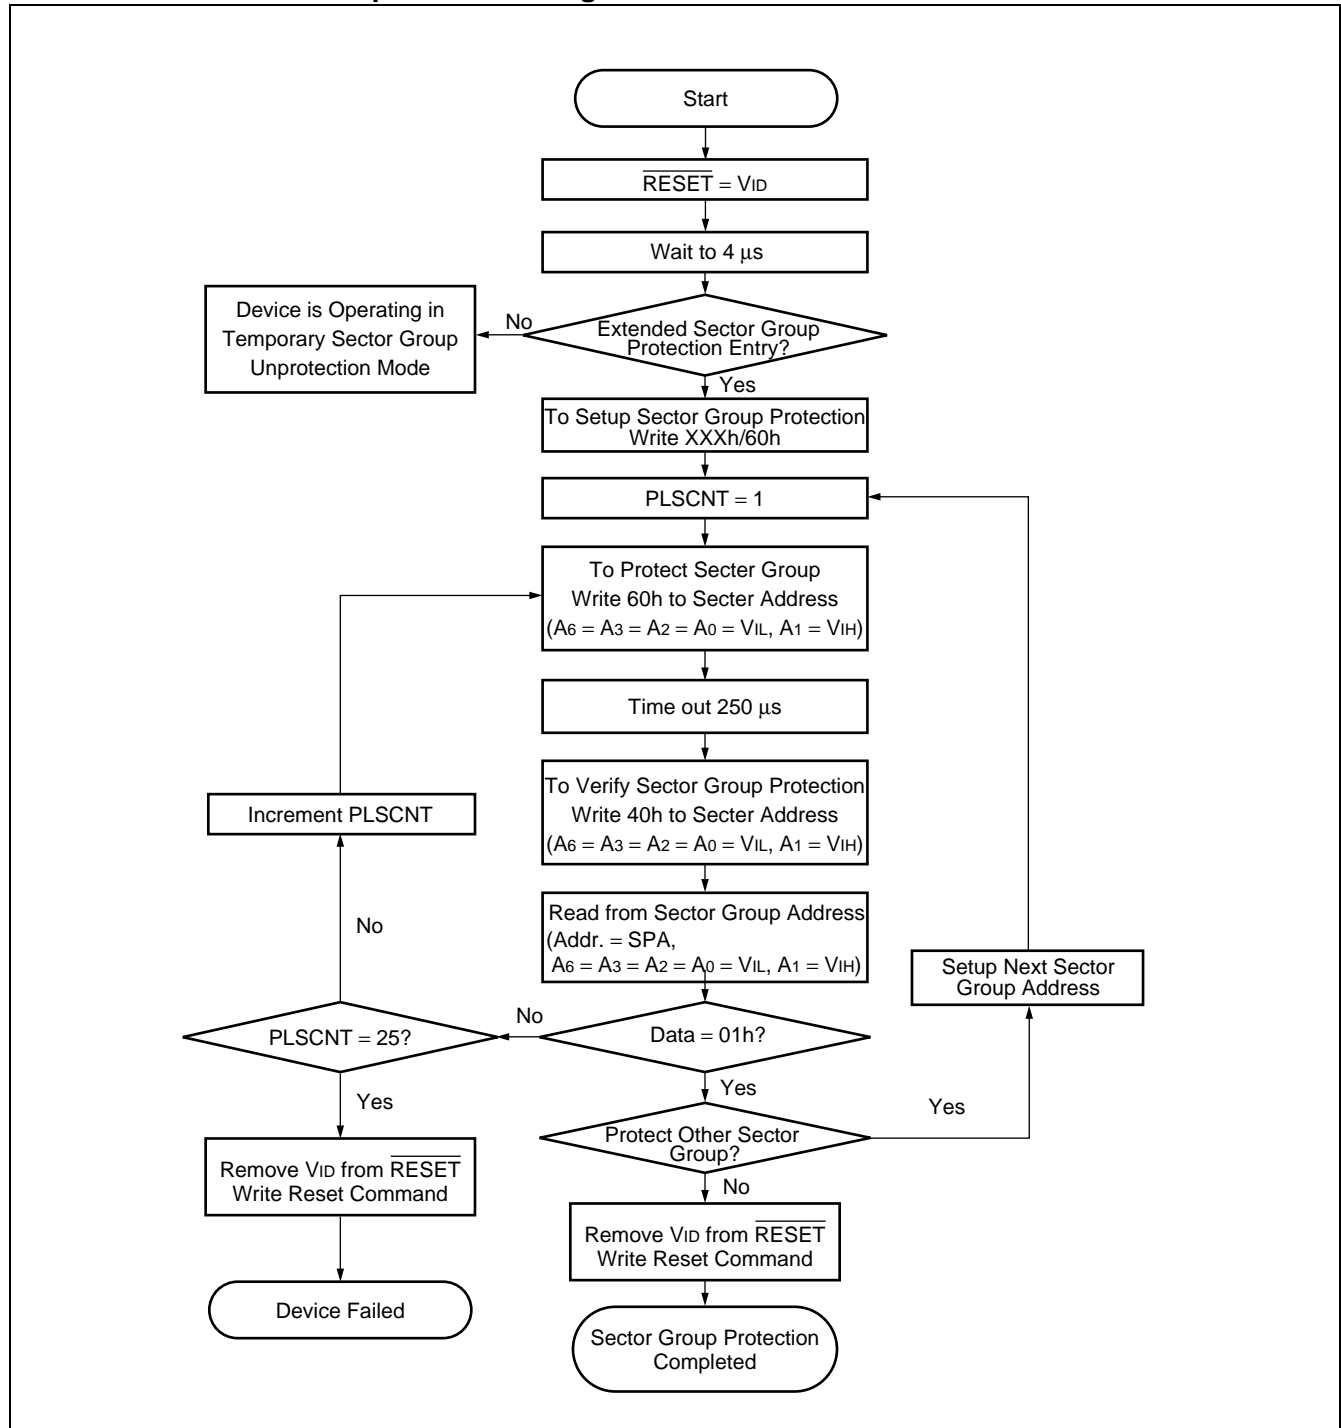 Start
RESET = VID
Wait to 4 μs
Device is Operating in
Temporary Sector Group
Unprotection Mode
No
Extended Sector Group
Protection Entry?
Yes
To Setup Sector Group Protection
Write XXXh/60h
PLSCNT = 1
To Protect Secter Group
Write 60h to Secter Address
(A6 = A3 = A2 = A0 = VIL, A1 = VIH)
Time out 250 μs
To Verify Sector Group Protection
Write 40h to Secter Address
(A6 = A3 = A2 = A0 = VIL, A1 = VIH)
Increment PLSCNT
Read from Sector Group Address
(Addr. = SPA,
A6 = A3 = A2 = A0 = VIL, A1 = VIH)
No
Setup Next Sector
Group Address
PLSCNT = 25?
No
Data = 01h?
Yes
Yes
Yes
Protect Other Sector
Group?
No
Remove VID from RESET
Write Reset Command
Remove VID from RESET
Write Reset Command
Device Failed
Sector Group Protection
Completed